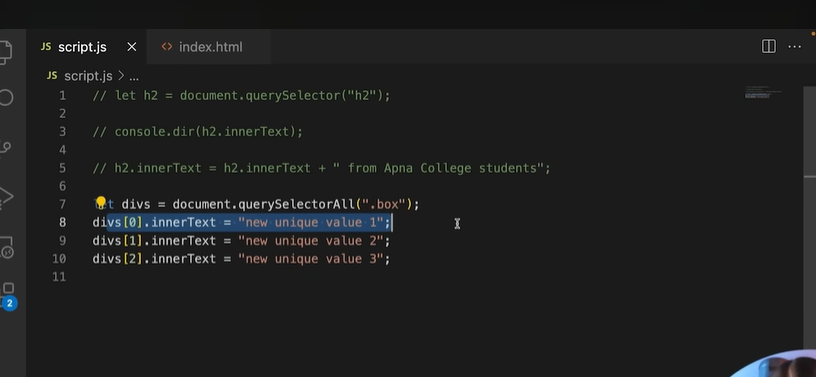 JS script.js
<> index.html
JS script.js > ...
1 // let h2 = document.querySelector("h2");
2
3 // console.dir(h2.innerText);
4
5 // h2.innerText = h2.innerText + " from Apna College students";
6
7 let divs = document.querySelectorAll(".box");
8 divs[0].innerText = "new unique value 1";
9 divs[1].innerText = "new unique value 2";
10 divs[2].innerText = "new unique value 3";
11
2